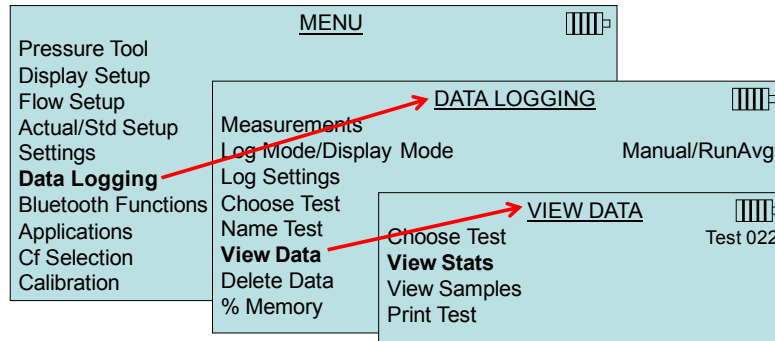 MENU
Pressure Tool
Display Setup
Flow Setup
Actual/Std Setup
Settings
Data Logging
Bluetooth Functions
Applications
Cf Selection
Calibration
DATA LOGGING
Measurements
Log Mode/Display Mode Manual/RunAvg
Log Settings
Choose Test
Name Test
View Data
Delete Data
% Memory
VIEW DATA
Choose Test Test 022
View Stats
View Samples
Print Test